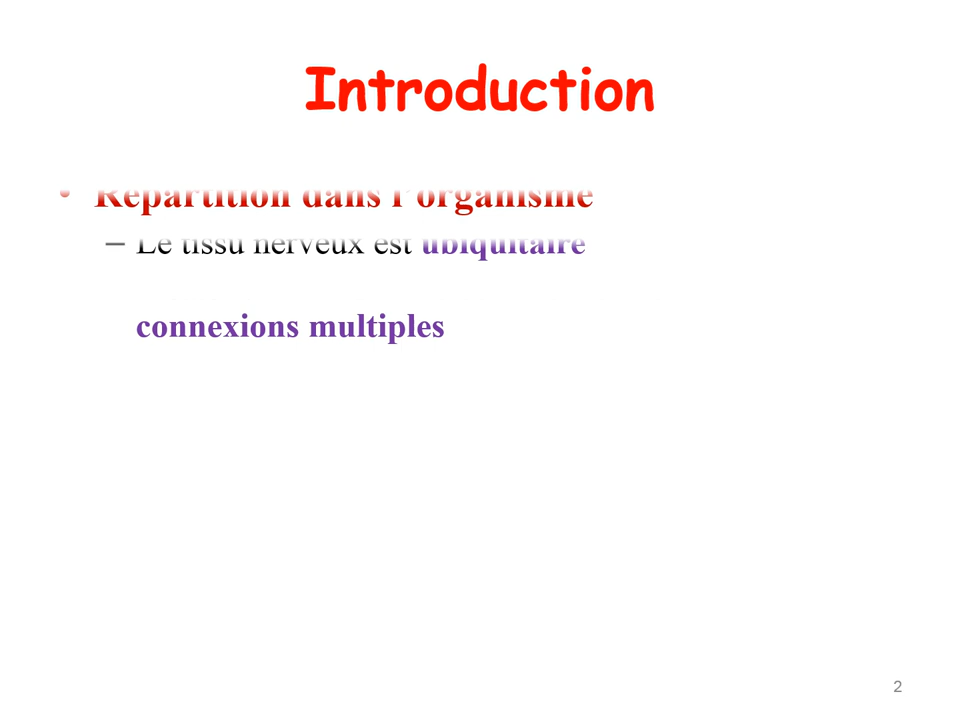 Introduction
• Répartition dans l'organisme
– Le tissu nerveux est ubiquitaire
connexions multiples
2